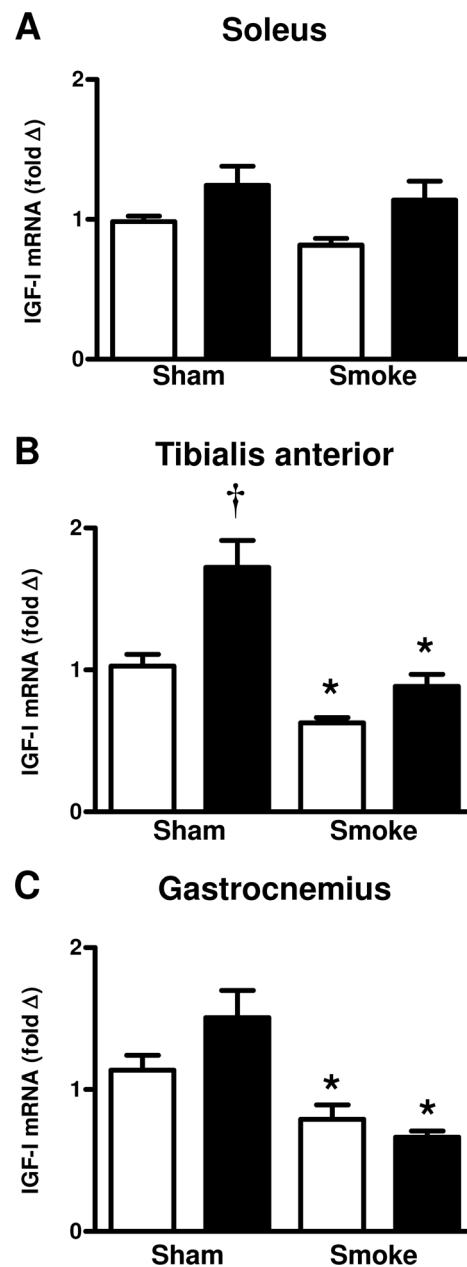 A
Soleus
IGF-I mRNA (fold Δ)
2
1
0
Sham Smoke
B
Tibialis anterior
†
IGF-I mRNA (fold Δ)
2
1
0
* *
Sham Smoke
C
Gastrocnemius
IGF-I mRNA (fold Δ)
2
1
0
* *
Sham Smoke